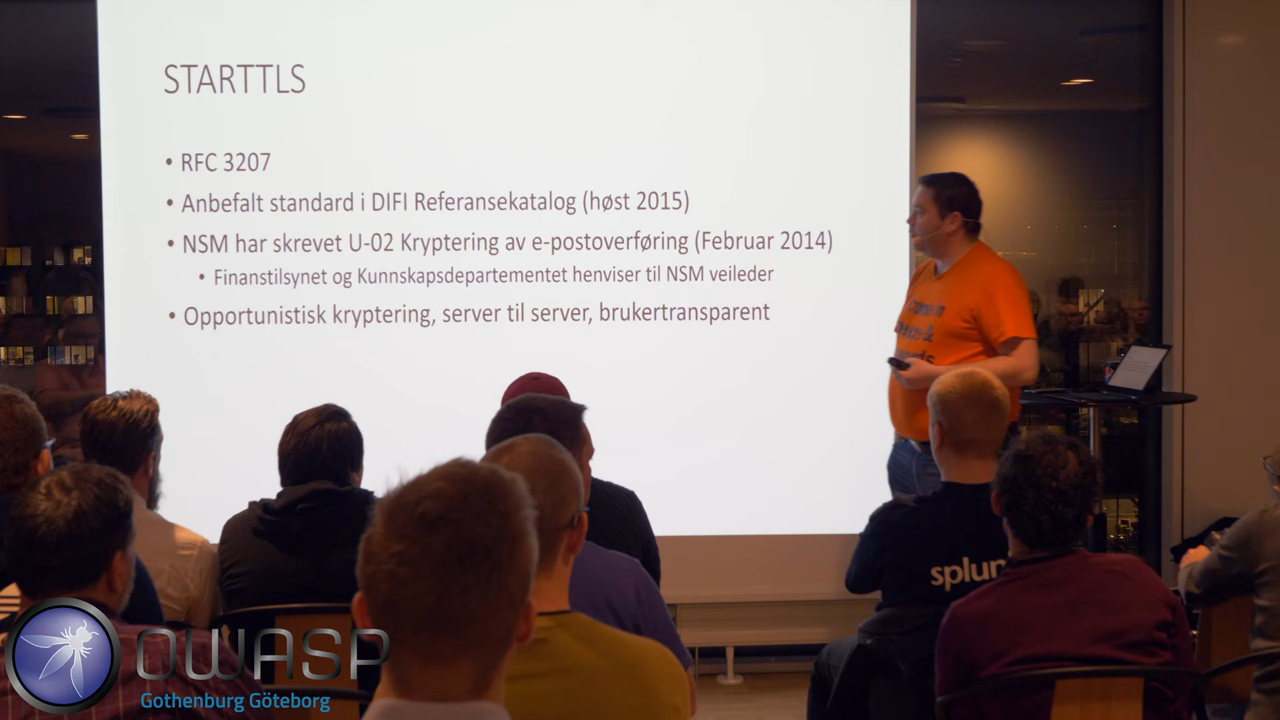 STARTTLS
• RFC 3207
• Anbefalt standard i DIFI Referansekatalog (høst 2015)
• NSM har skrevet U-02 Kryptering av e-postoverføring (Februar 2014)
• Finanstilsynet og Kunnskapsdepartementet henviser til NSM veileder
• Opportunistisk kryptering, server til server, brukertransparent
OWASP
Gothenburg Göteborg